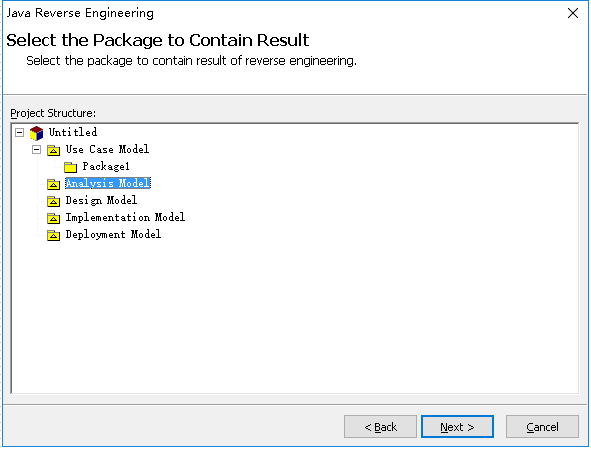 Java Reverse Engineering
Select the Package to Contain Result
Select the package to contain result of reverse engineering.
Project Structure:
Untitled
Use Case Model
Package1
Analysis Model
Design Model
Implementation Model
Deployment Model
< Back
Next >
Cancel